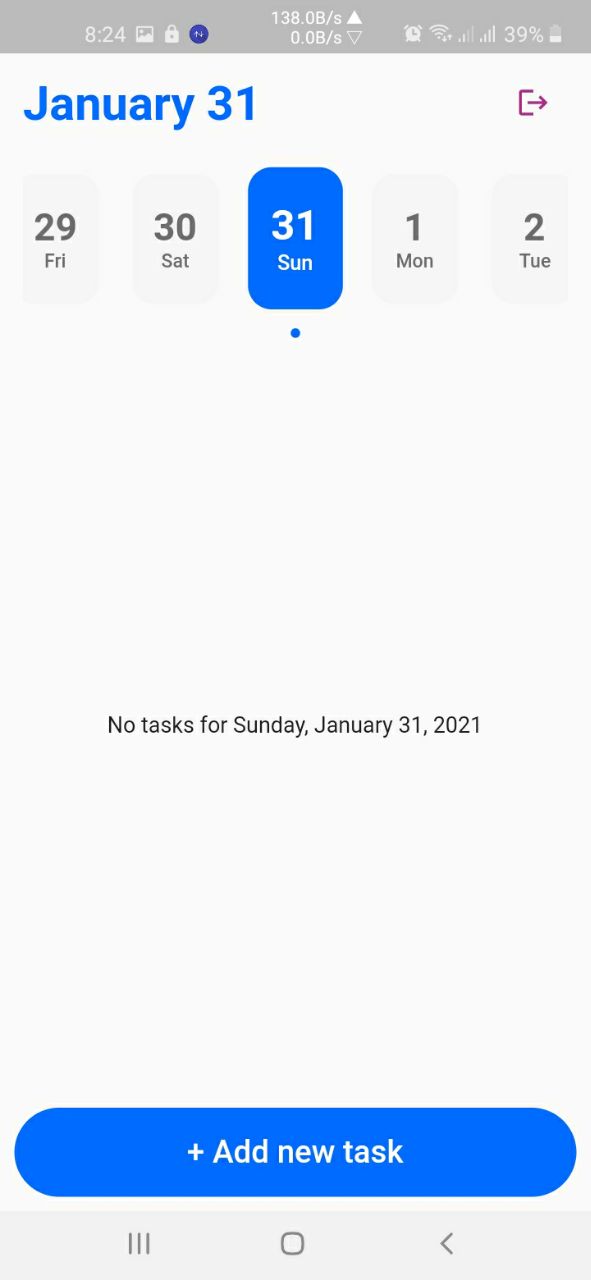 8:24 138.0B/s 39%
0.0B/s
January 31
29 30 31 1 2
Fri Sat Sun Mon Tue
No tasks for Sunday, January 31, 2021
+ Add new task